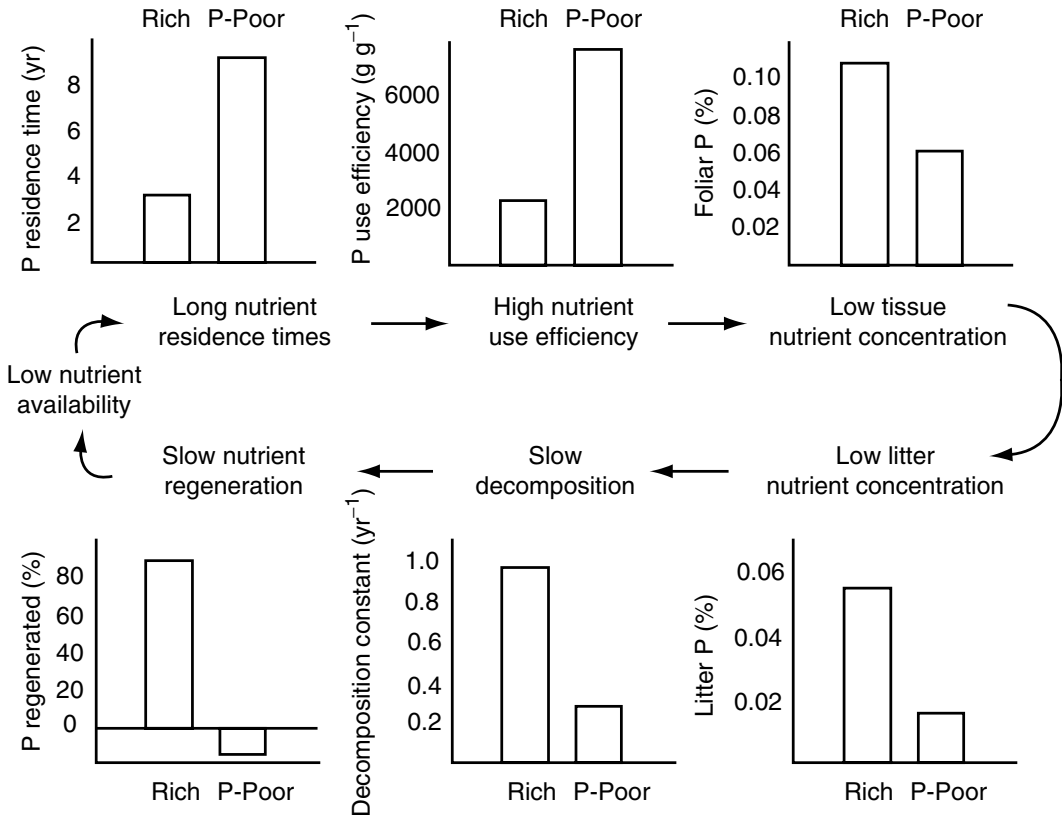 Rich P-Poor
P residence time (yr)
8
6
4
2
Rich P-Poor
P use efficiency (g g⁻¹)
6000
4000
2000
Rich P-Poor
Foliar P (%)
0.10
0.08
0.06
0.04
0.02
Long nutrient
residence times
High nutrient
use efficiency
Low tissue
nutrient concentration
Low nutrient
availability
Slow nutrient
regeneration
Slow
decomposition
Low litter
nutrient concentration
P regenerated (%)
80
60
40
20
0
Rich P-Poor
Decomposition constant (yr⁻¹)
1.0
0.8
0.6
0.4
0.2
Rich P-Poor
Litter P (%)
0.06
0.04
0.02
Rich P-Poor